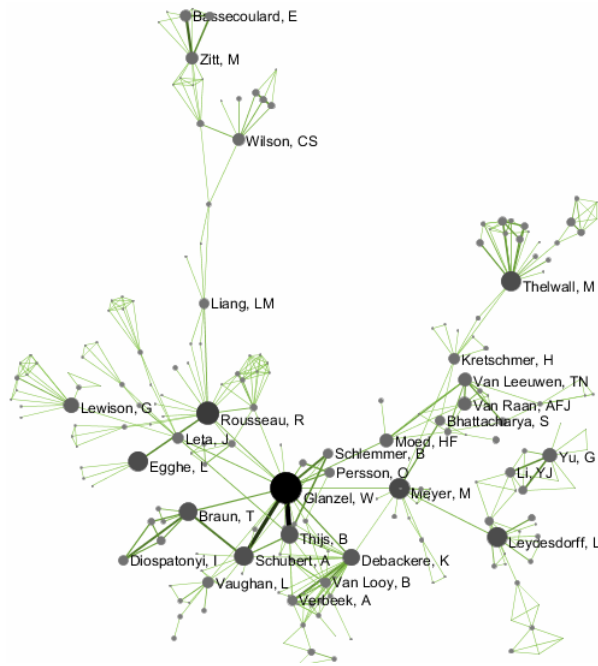 Bassecoulard, E
Zitt, M
Wilson, CS
Thelwall, M
Liang, LM
Kretschmer, H
Van Leeuwen, TN
Lewison, G
Van Raan, AFJ
Rousseau, R
Bhattacharya, S
Leta, J
Moed, HF
Schlemmer, B
Yu, G
Egghe, L
Persson, O
Li, YJ
Glanzel, W
Meyer, M
Braun, T
Thijs, B
Leydesdorff, L
Diospatonyi, I
Schubert, A
Debackere, K
Vaughan, L
Van Looy, B
Verbeek, A